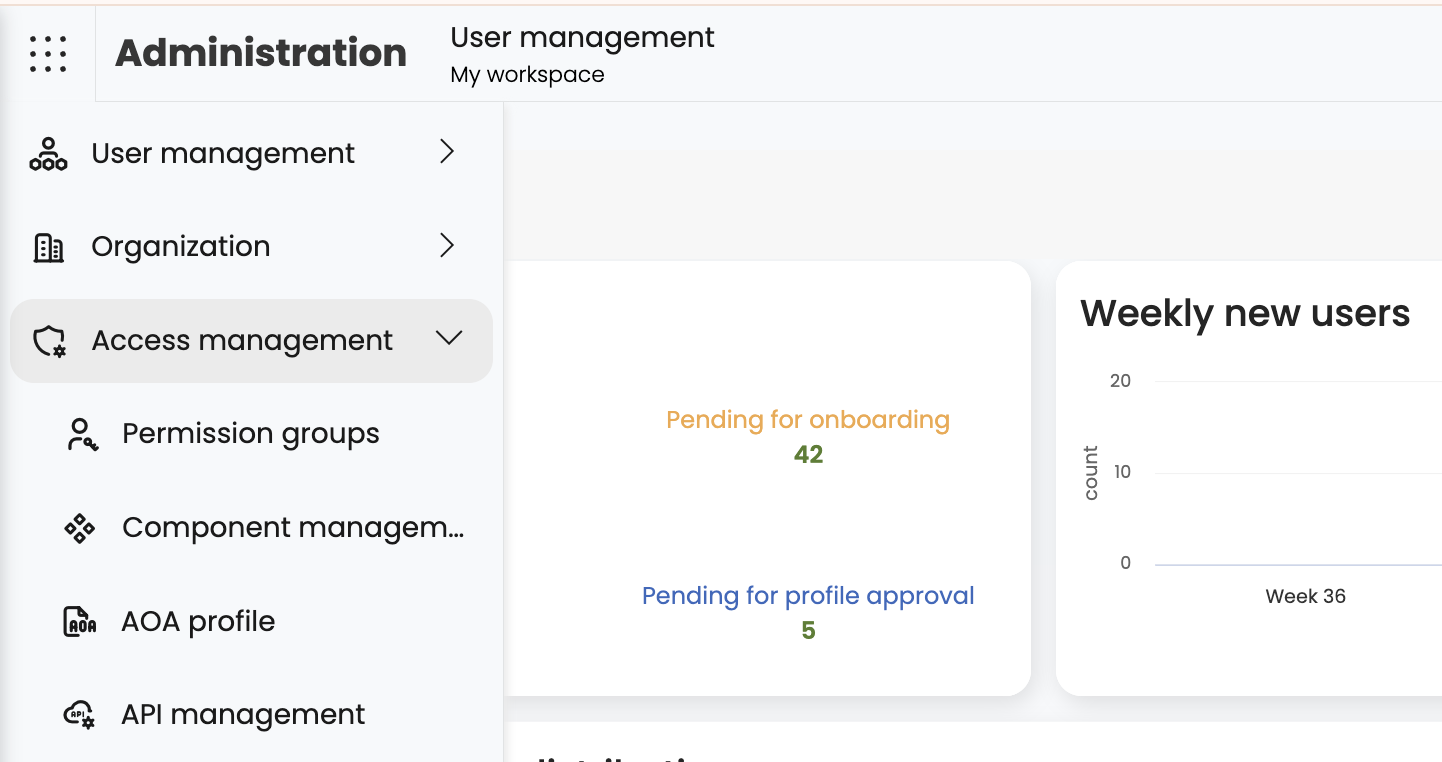 Administration
User management
My workspace
User management
Organization
Access management
Permission groups
Component managem...
AOA profile
API management
Pending for onboarding
42
Pending for profile approval
5
Weekly new users
20
10
0
count
Week 36